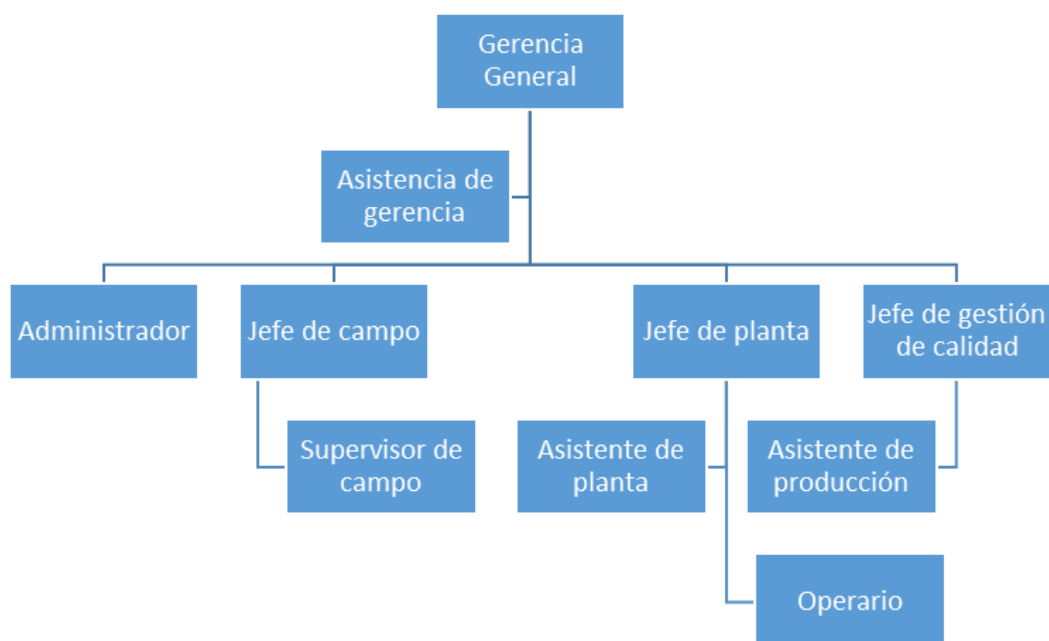 Gerencia
General
Asistencia de
gerencia
Administrador
Jefe de campo
Jefe de planta
Jefe de gestión
de calidad
Supervisor de
campo
Asistente de
planta
Asistente de
producción
Operario